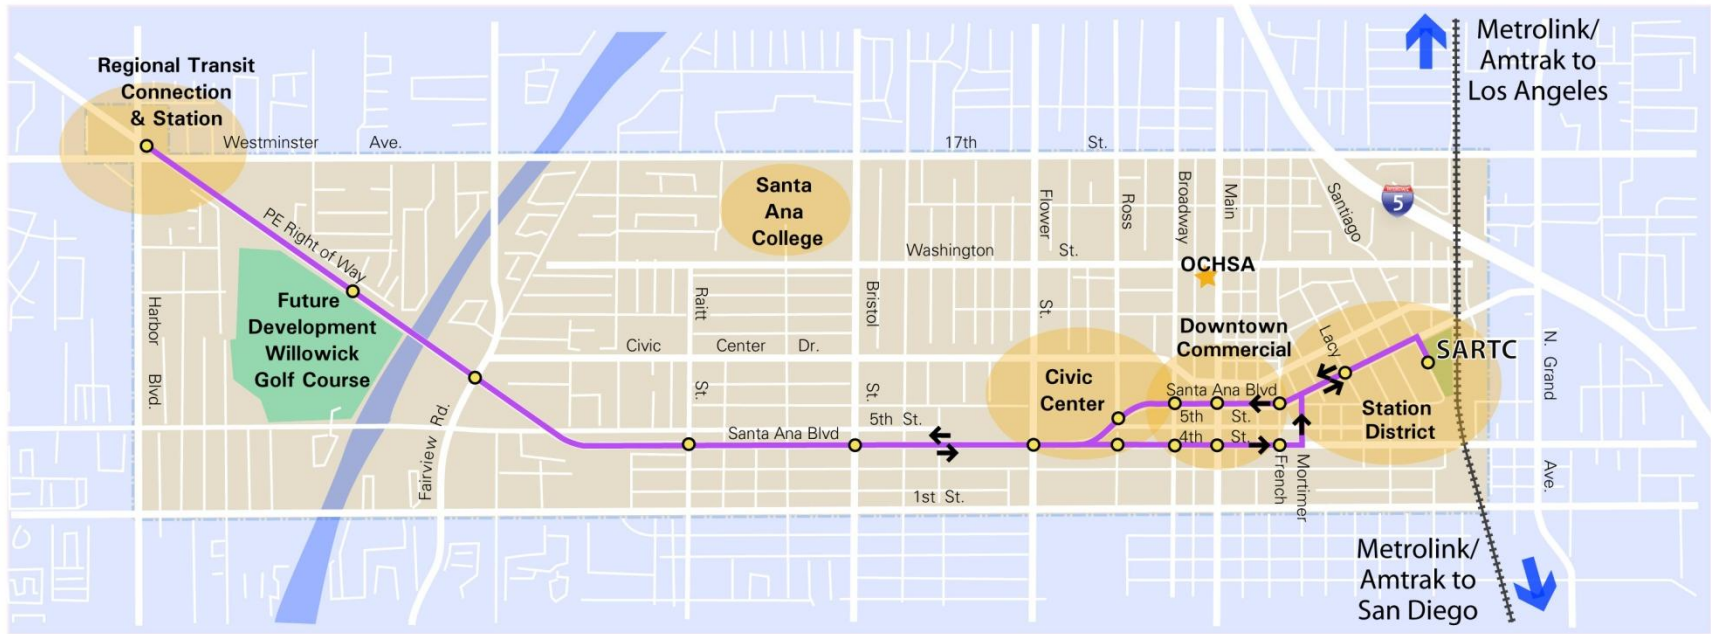 Regional Transit
Connection
& Station
Westminster Ave.
PE Right of Way
Future
Development
Willowick
Golf Course
Harbor Blvd.
Fairview Rd.
Santa
Ana
College
17th St.
Washington St.
Raitt St.
Bristol St.
Flower St.
Ross
Broadway
Main
Santiago
5
OCHSA
Civic Center Dr.
Civic
Center
Downtown
Commercial
Lacy
SARTC
Santa Ana Blvd
5th St.
4th St.
Station
District
5th St.
Santa Ana Blvd
1st St.
French
Mortimer
N. Grand Ave.
Metrolink/
Amtrak to
Los Angeles
Metrolink/
Amtrak to
San Diego